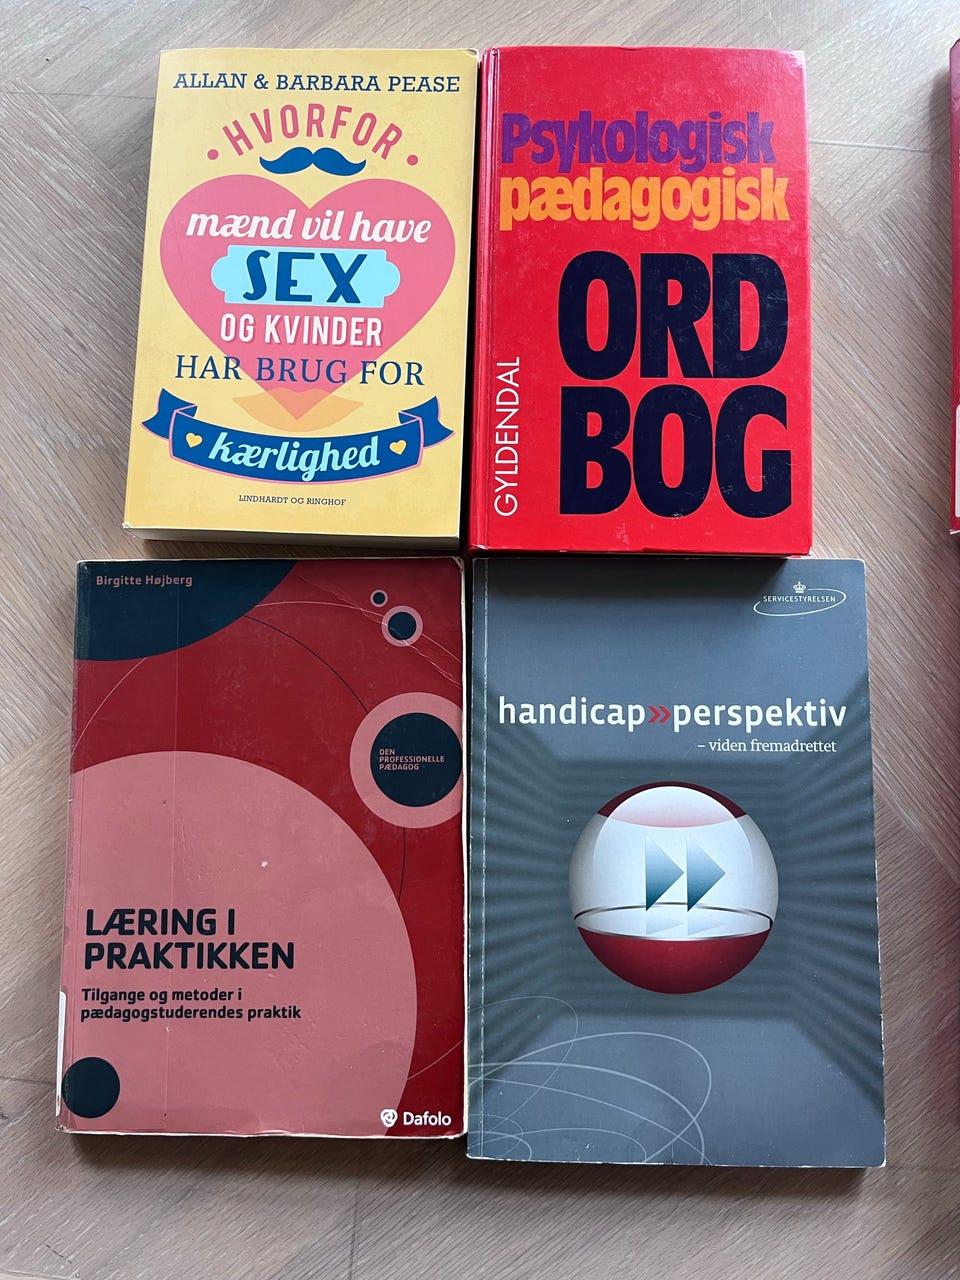 ALLAN & BARBARA PEASE
• HVORFOR •
mænd vil have
SEX
OG KVINDER
HAR BRUG FOR
kærlighed
LINDHARDT OG RINGHOF
Psykologisk
pædagogisk
ORD
BOG
GYLDENDAL
Birgitte Højberg
DEN
PROFESSIONELLE
PÆDAGOG
LÆRING I
PRAKTIKKEN
Tilgange og metoder i
pædagogstuderendes praktik
Dafolo
SERVICESTYRELSEN
handicap»perspektiv
– viden fremadrettet